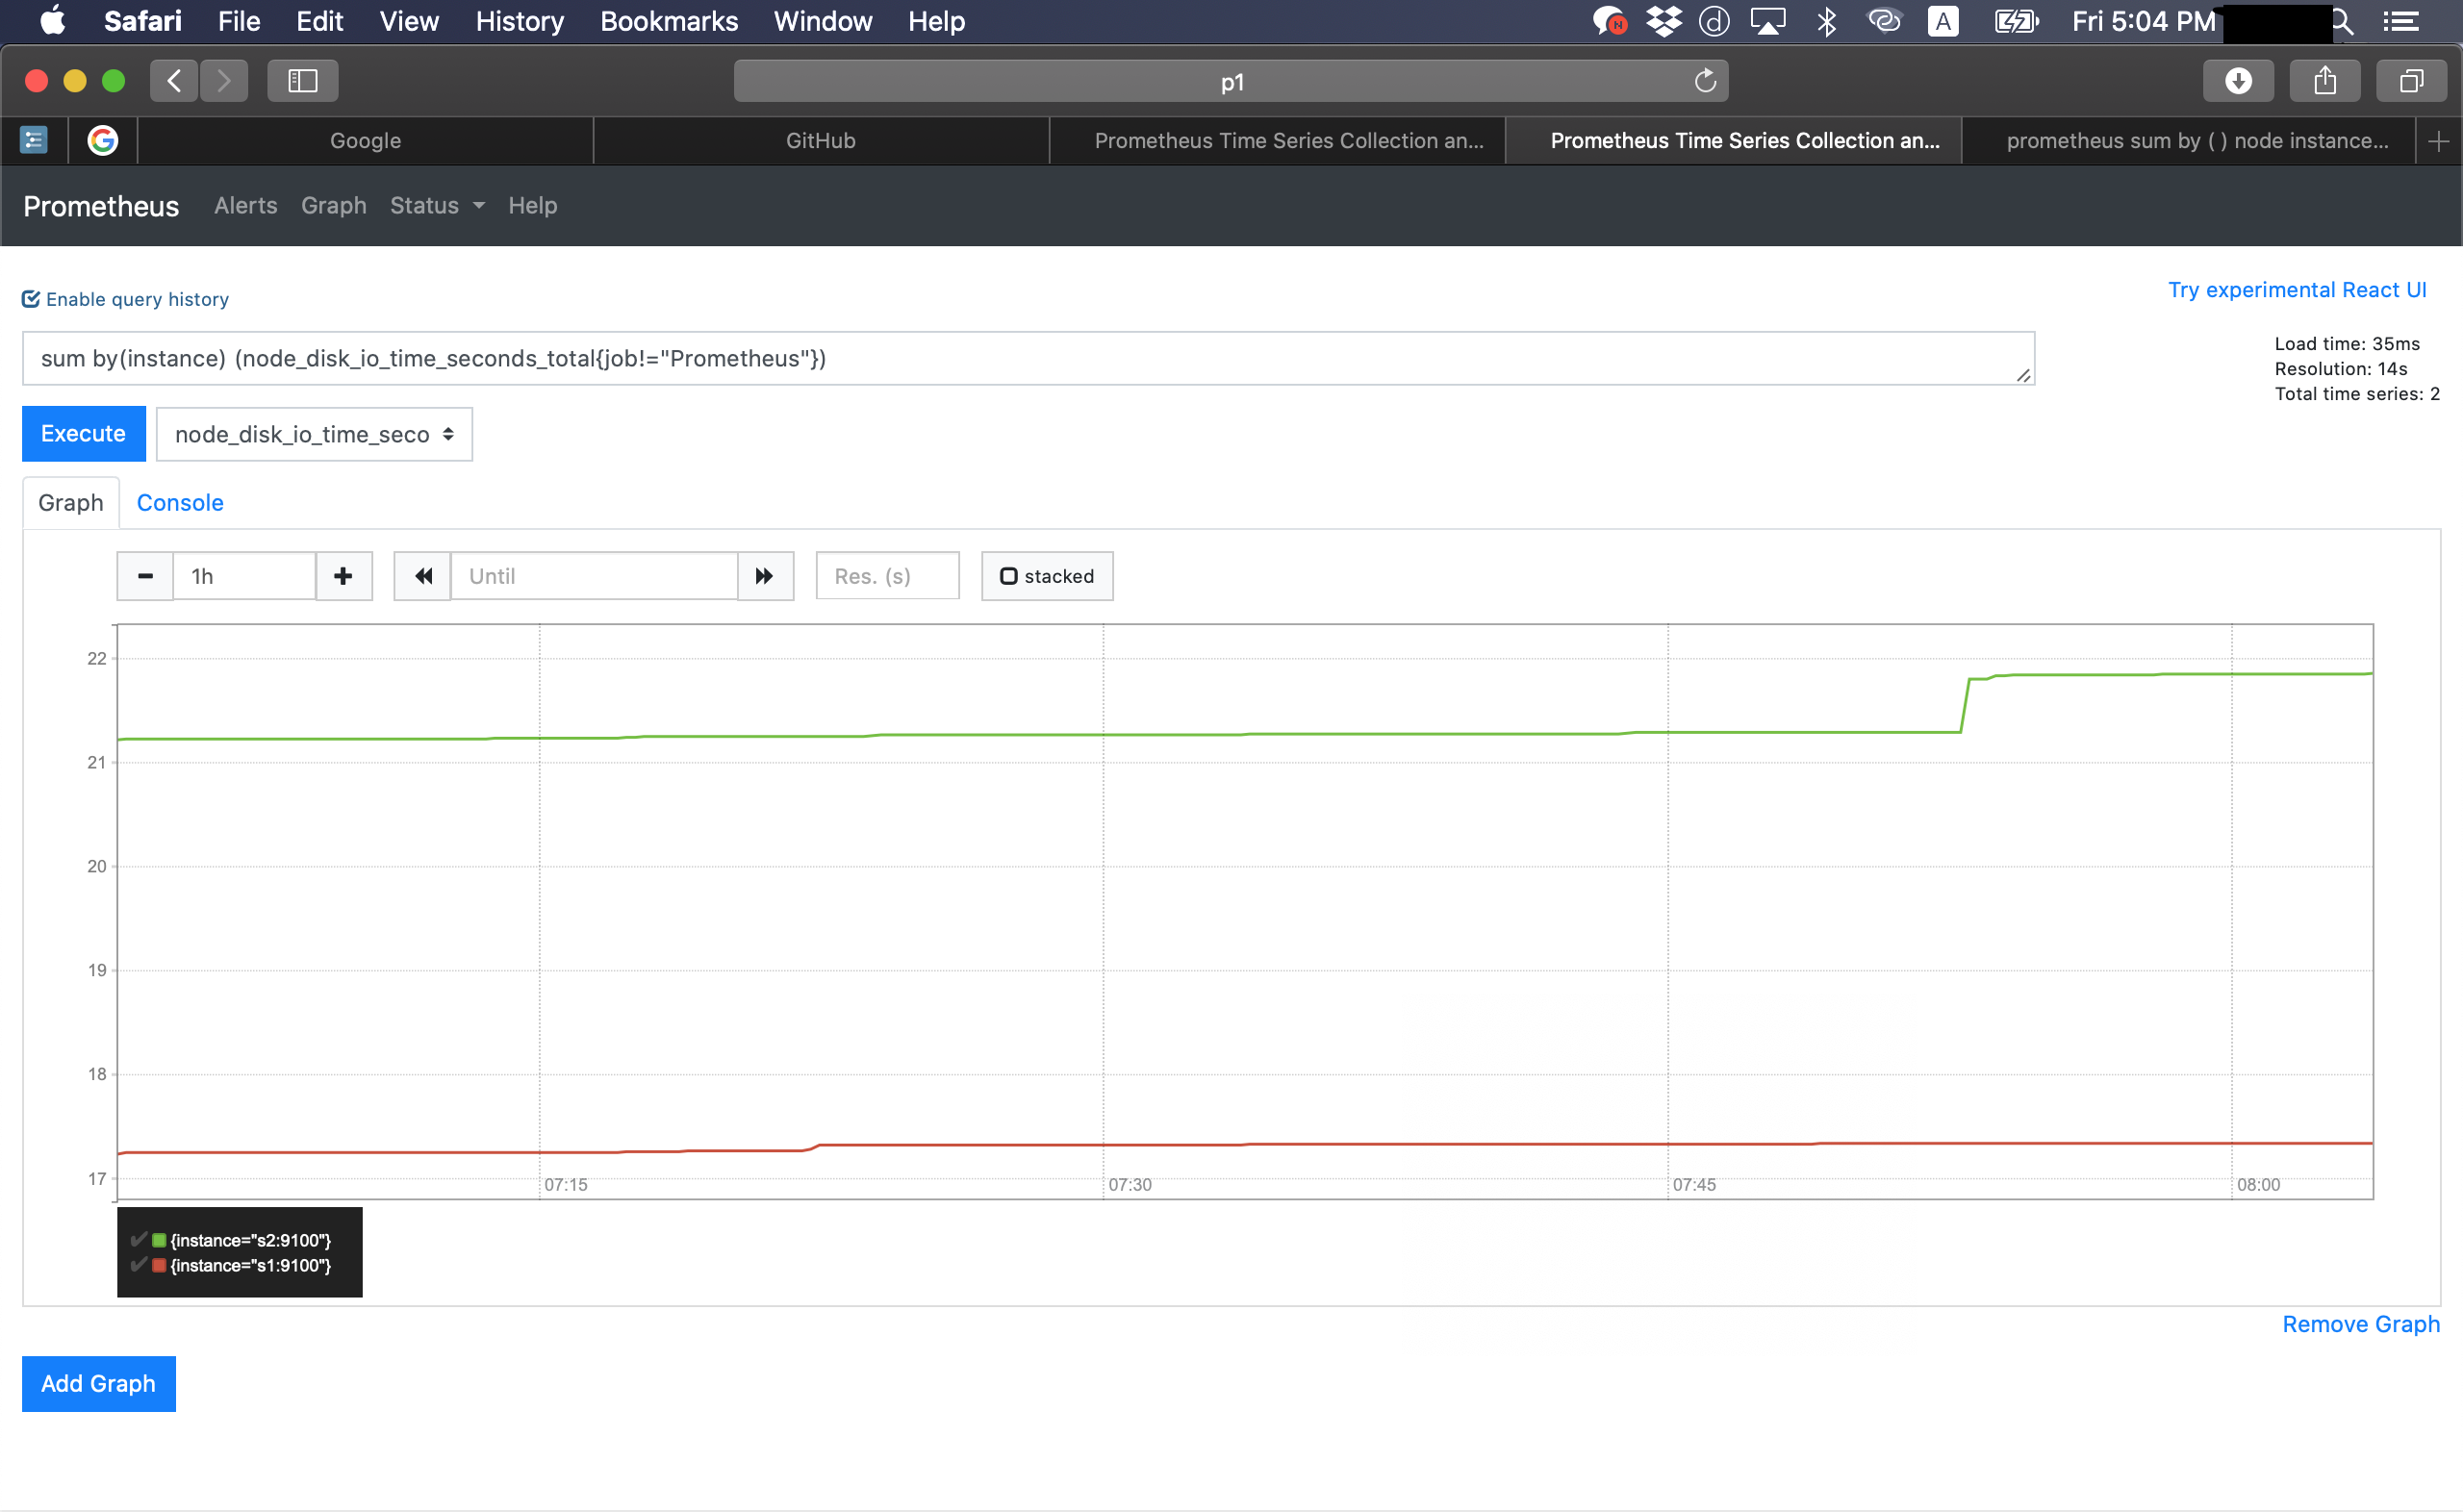 Safari File Edit View History Bookmarks Window Help A Fri 5:04 PM
p1
Google GitHub Prometheus Time Series Collection an... Prometheus Time Series Collection an... prometheus sum by ( ) node instance...
Prometheus Alerts Graph Status Help
Enable query history
Try experimental React UI
sum by(instance) (node_disk_io_time_seconds_total{job!="Prometheus"})
Load time: 35ms
Resolution: 14s
Total time series: 2
Execute node_disk_io_time_seco
Graph Console
1h Until Res. (s) stacked
22
21
20
19
18
17
07:15 07:30 07:45 08:00
{instance="s2:9100"}
{instance="s1:9100"}
Remove Graph
Add Graph